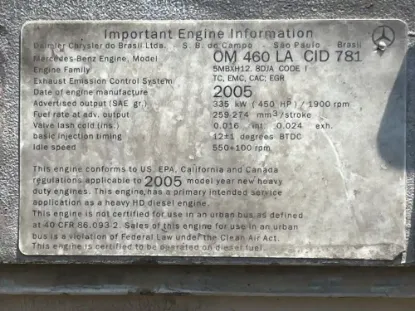 Important Engine Information
Daimler Chrysler do Brasil Ltda. S. B. do Campo São Paulo Brasil
Mercedes-Benz Engine, Model OM 460 LA CID 781
Engine Family 5MBXH12.8DJA CODE I
Exhaust Emission Control System TC, EMC, CAC, EGR
Date of engine manufacture 2005
Advertised output (SAE gr.) 335 kW (450 HP) / 1900 rpm
Fuel rate at adv. output 259.274 mm³/stroke
Valve lash cold (ins.) 0.016 int. 0.024 exh.
basic injection timing 12±1 degrees BTDC
Idle speed 550+100 rpm
This engine conforms to US. EPA, California and Canada
regulations applicable to 2005 model year new heavy
duty engines. This engine has a primary intended service
application as a heavy HD diesel engine.
This engine is not certified for use in an urban bus as defined
at 40 CFR 86.093 2. Sales of this engine for use in an urban
bus is a violation of Federal Law under the Clean Air Act.
This engine is certified to be operated on diesel fuel.